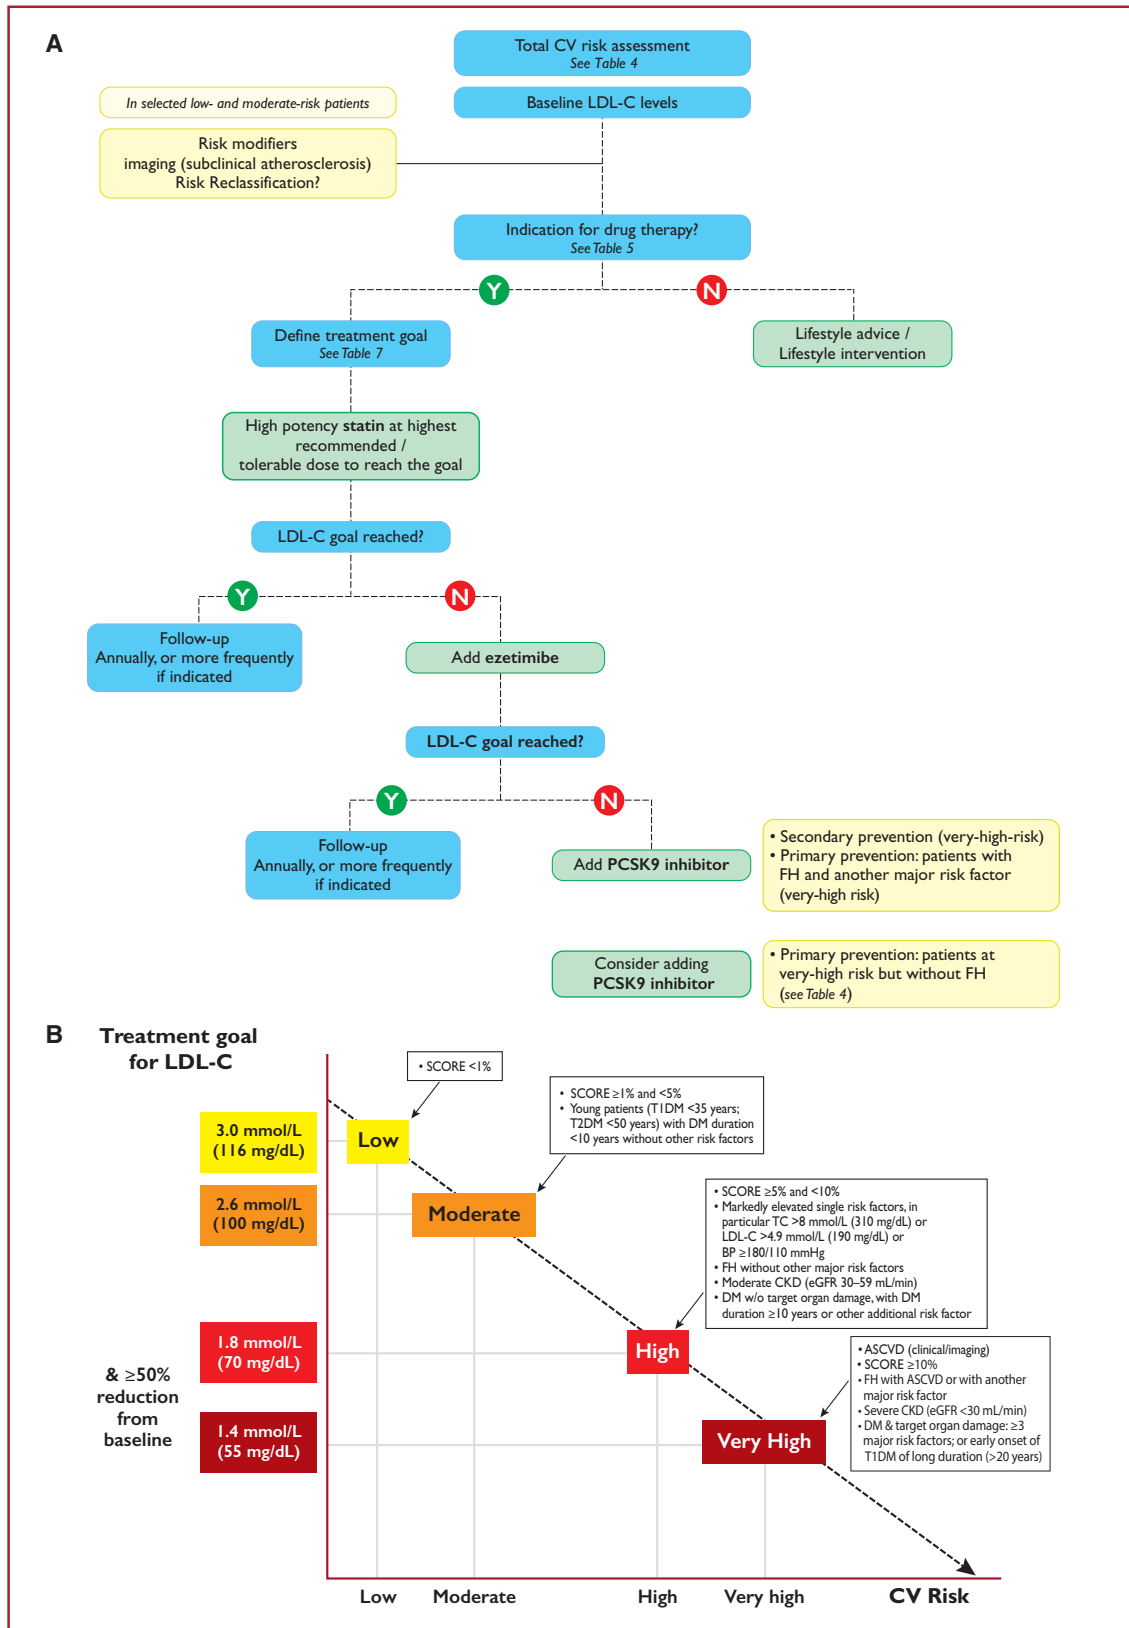 A
Total CV risk assessment
See Table 4
In selected low- and moderate-risk patients
Baseline LDL-C levels
Risk modifiers
imaging (subclinical atherosclerosis)
Risk Reclassification?
Indication for drug therapy?
See Table 5
Y
N
Define treatment goal
See Table 7
Lifestyle advice /
Lifestyle intervention
High potency statin at highest
recommended /
tolerable dose to reach the goal
LDL-C goal reached?
Y
N
Follow-up
Annually, or more frequently
if indicated
Add ezetimibe
LDL-C goal reached?
Y
N
Follow-up
Annually, or more frequently
if indicated
Add PCSK9 inhibitor
• Secondary prevention (very-high-risk)
• Primary prevention: patients with
FH and another major risk factor
(very-high risk)
Consider adding
PCSK9 inhibitor
• Primary prevention: patients at
very-high risk but without FH
(see Table 4)
B
Treatment goal
for LDL-C
• SCORE <1%
• SCORE ≥1% and <5%
• Young patients (T1DM <35 years;
T2DM <50 years) with DM duration
<10 years without other risk factors
3.0 mmol/L
(116 mg/dL)
Low
2.6 mmol/L
(100 mg/dL)
Moderate
• SCORE ≥5% and <10%
• Markedly elevated single risk factors, in
particular TC >8 mmol/L (310 mg/dL) or
LDL-C >4.9 mmol/L (190 mg/dL) or
BP ≥180/110 mmHg
• FH without other major risk factors
• Moderate CKD (eGFR 30–59 mL/min)
• DM w/o target organ damage, with DM
duration ≥10 years or other additional risk factor
1.8 mmol/L
(70 mg/dL)
High
& ≥50%
reduction
from
baseline
• ASCVD (clinical/imaging)
• SCORE ≥10%
• FH with ASCVD or with another
major risk factor
• Severe CKD (eGFR <30 mL/min)
• DM & target organ damage: ≥3
major risk factors; or early onset of
T1DM of long duration (>20 years)
1.4 mmol/L
(55 mg/dL)
Very High
Low
Moderate
High
Very high
CV Risk